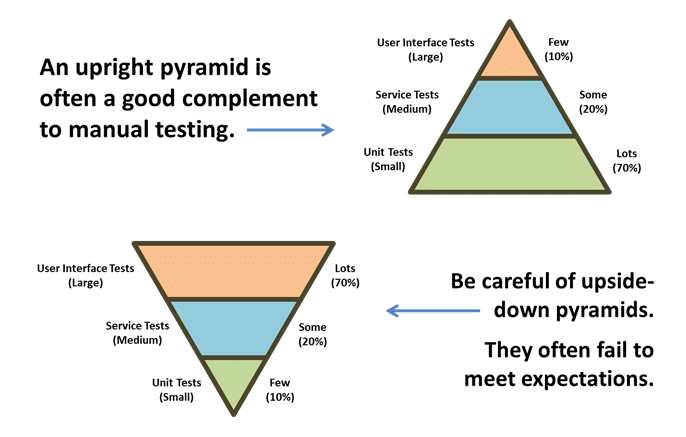 An upright pyramid is
often a good complement
to manual testing.
User Interface Tests
(Large)
Few
(10%)
Service Tests
(Medium)
Some
(20%)
Unit Tests
(Small)
Lots
(70%)
User Interface Tests
(Large)
Lots
(70%)
Service Tests
(Medium)
Some
(20%)
Unit Tests
(Small)
Few
(10%)
Be careful of upside-
down pyramids.
They often fail to
meet expectations.